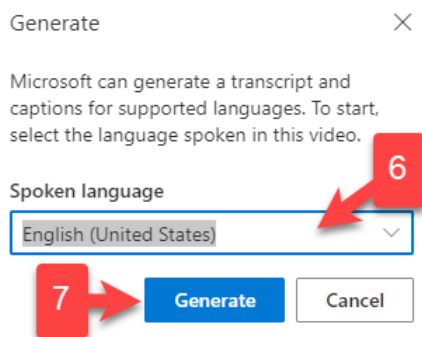 Generate
Microsoft can generate a transcript and
captions for supported languages. To start,
select the language spoken in this video.
6
Spoken language
English (United States)
7
Generate
Cancel